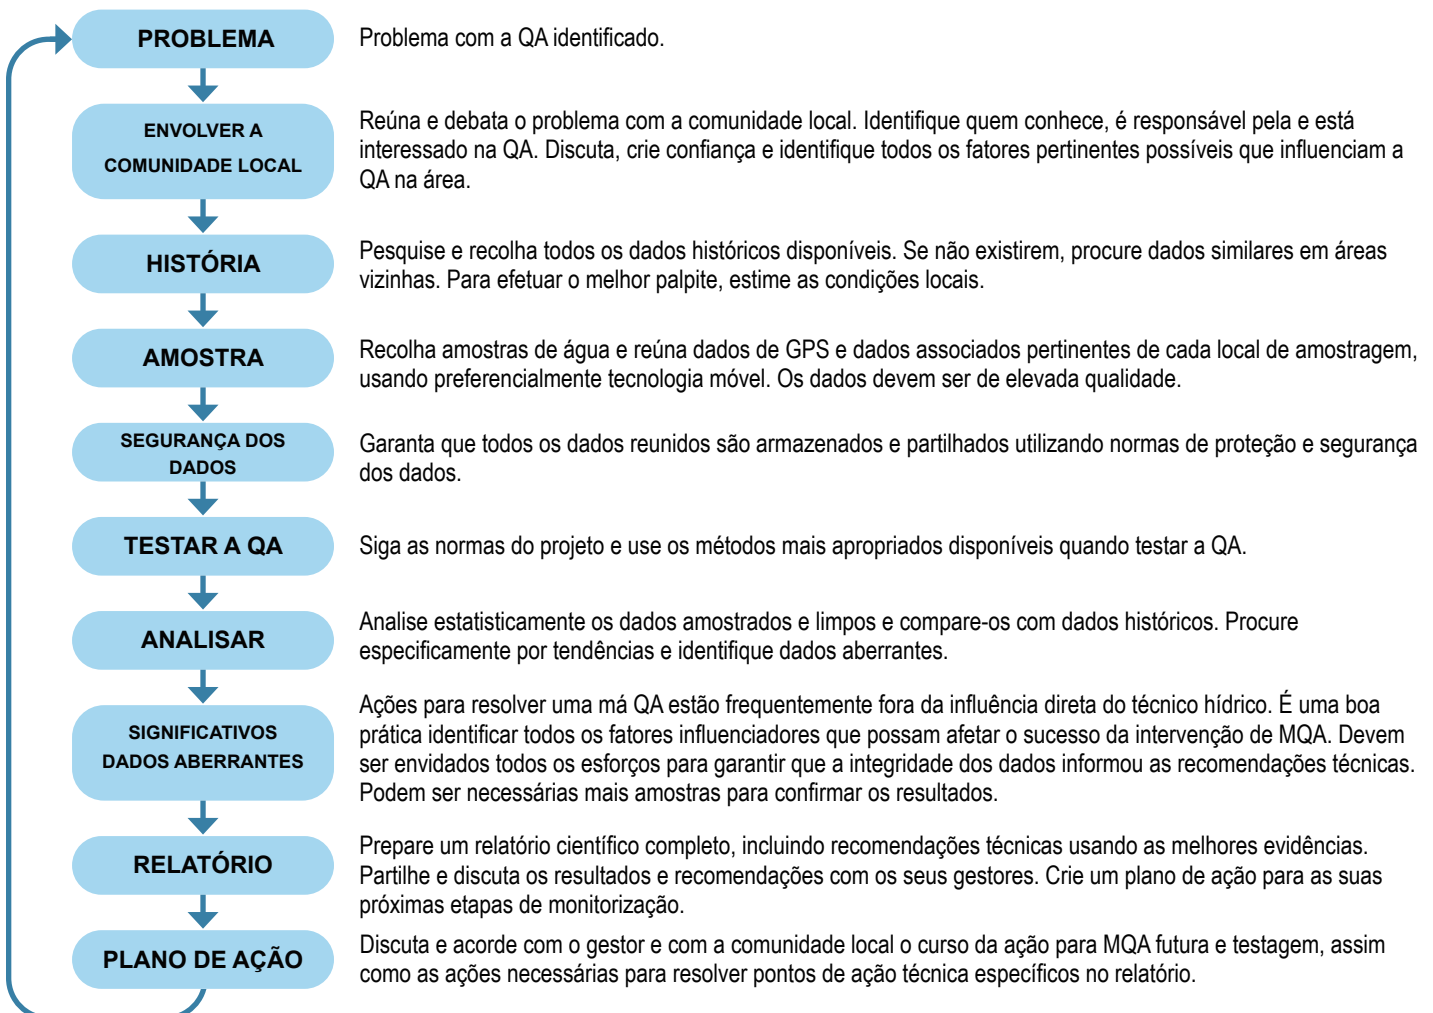 PROBLEMA
Problema com a QA identificado.
ENVOLVER A
COMUNIDADE LOCAL
Reúna e debata o problema com a comunidade local. Identifique quem conhece, é responsável pela e está
interessado na QA. Discuta, crie confiança e identifique todos os fatores pertinentes possíveis que influenciam a
QA na área.
HISTÓRIA
Pesquise e recolha todos os dados históricos disponíveis. Se não existirem, procure dados similares em áreas
vizinhas. Para efetuar o melhor palpite, estime as condições locais.
AMOSTRA
Recolha amostras de água e reúna dados de GPS e dados associados pertinentes de cada local de amostragem,
usando preferencialmente tecnologia móvel. Os dados devem ser de elevada qualidade.
SEGURANÇA DOS
DADOS
Garanta que todos os dados reunidos são armazenados e partilhados utilizando normas de proteção e segurança
dos dados.
TESTAR A QA
Siga as normas do projeto e use os métodos mais apropriados disponíveis quando testar a QA.
ANALISAR
Analise estatisticamente os dados amostrados e limpos e compare-os com dados históricos. Procure
especificamente por tendências e identifique dados aberrantes.
SIGNIFICATIVOS
DADOS ABERRANTES
Ações para resolver uma má QA estão frequentemente fora da influência direta do técnico hídrico. É uma boa
prática identificar todos os fatores influenciadores que possam afetar o sucesso da intervenção de MQA. Devem
ser envidados todos os esforços para garantir que a integridade dos dados informou as recomendações técnicas.
Podem ser necessárias mais amostras para confirmar os resultados.
RELATÓRIO
Prepare um relatório científico completo, incluindo recomendações técnicas usando as melhores evidências.
Partilhe e discuta os resultados e recomendações com os seus gestores. Crie um plano de ação para as suas
próximas etapas de monitorização.
PLANO DE AÇÃO
Discuta e acorde com o gestor e com a comunidade local o curso da ação para MQA futura e testagem, assim
como as ações necessárias para resolver pontos de ação técnica específicos no relatório.